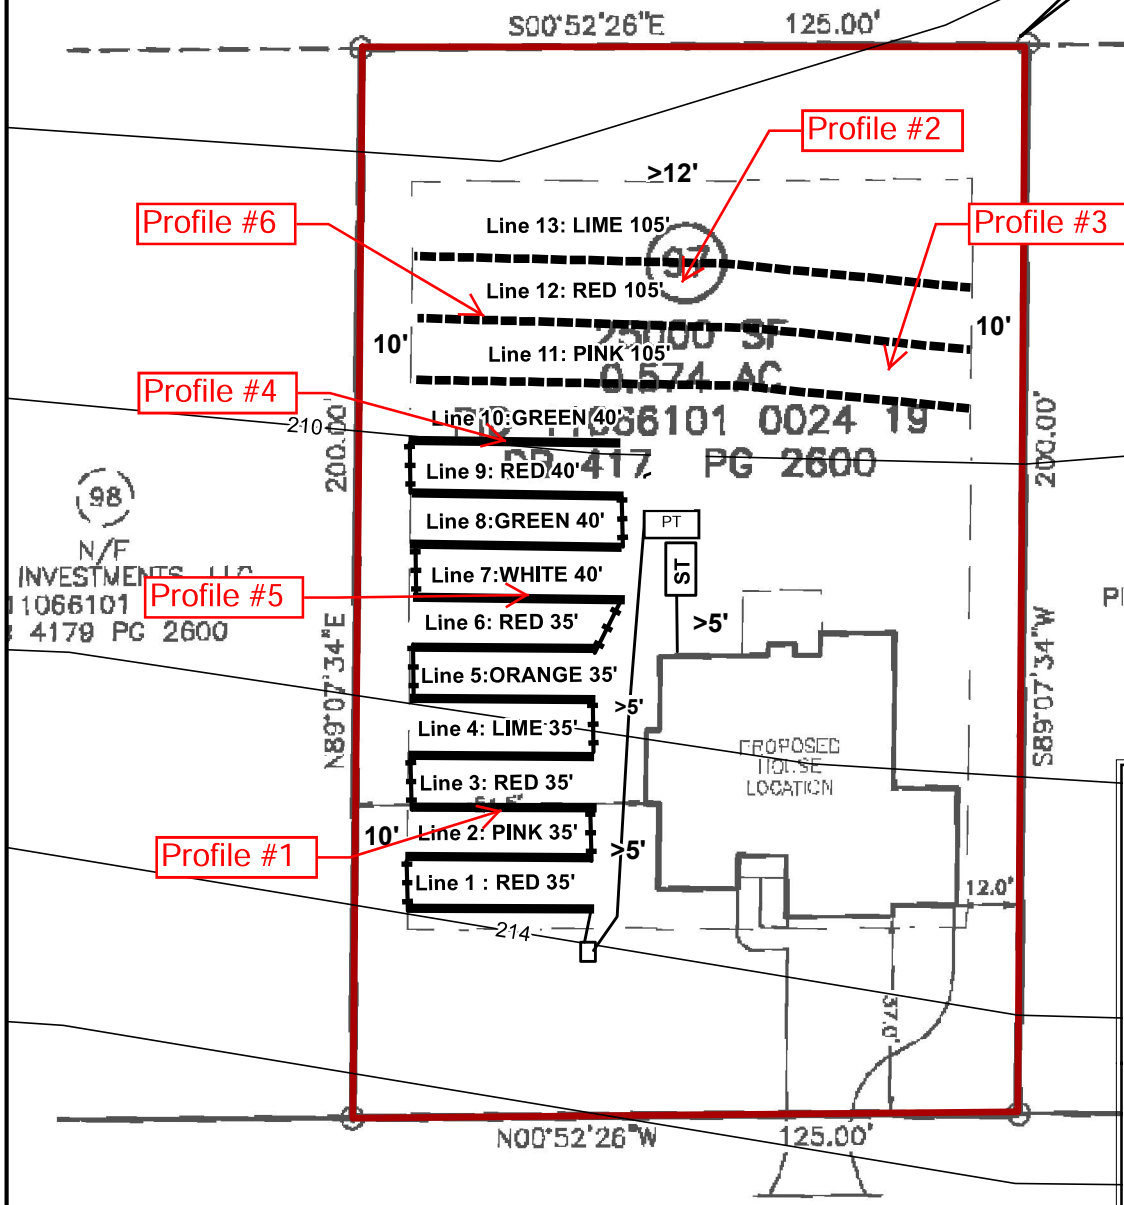 S00°52'26"E 125.00'
Profile #2
>12'
Profile #6
Line 13: LIME 105'
Profile #3
97
Line 12: RED 105'
25000 SF
10'
10'
Line 11: PINK 105'
0.574 AC
Profile #4
Line 10:GREEN 40'
11066101 0024 19
210
200.00'
200.00'
Line 9: RED 40'
417 PG 2600
98
Line 8:GREEN 40'
PT
N/F
INVESTMENTS
Line 7:WHITE 40'
ST
11066101
Profile #5
4179 PG 2600
Line 6: RED 35'
>5'
N89°07'34"E
S89°07'34"W
Line 5:ORANGE 35'
>5'
Line 4: LIME 35'
PROPOSED
HOUSE
LOCATION
Line 3: RED 35'
10'
Line 2: PINK 35'
>5'
Profile #1
Line 1 : RED 35'
12.0'
214
37.0'
N00°52'26"W 125.00'